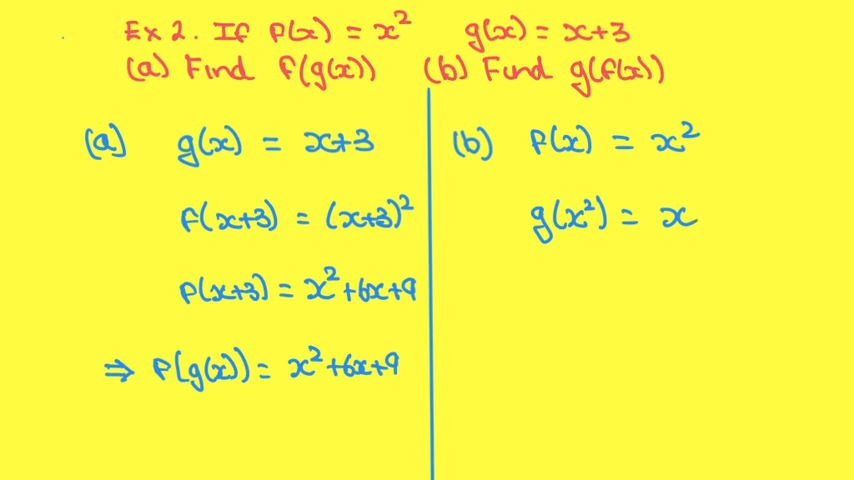 Ex 2. If f(x) = x² g(x) = x+3
(a) Find f(g(x)) (b) Find g(f(x))
(a) g(x) = x+3
f(x+3) = (x+3)²
f(x+3) = x²+6x+9
⇒ f(g(x)) = x²+6x+9
(b) f(x) = x²
g(x²) = x